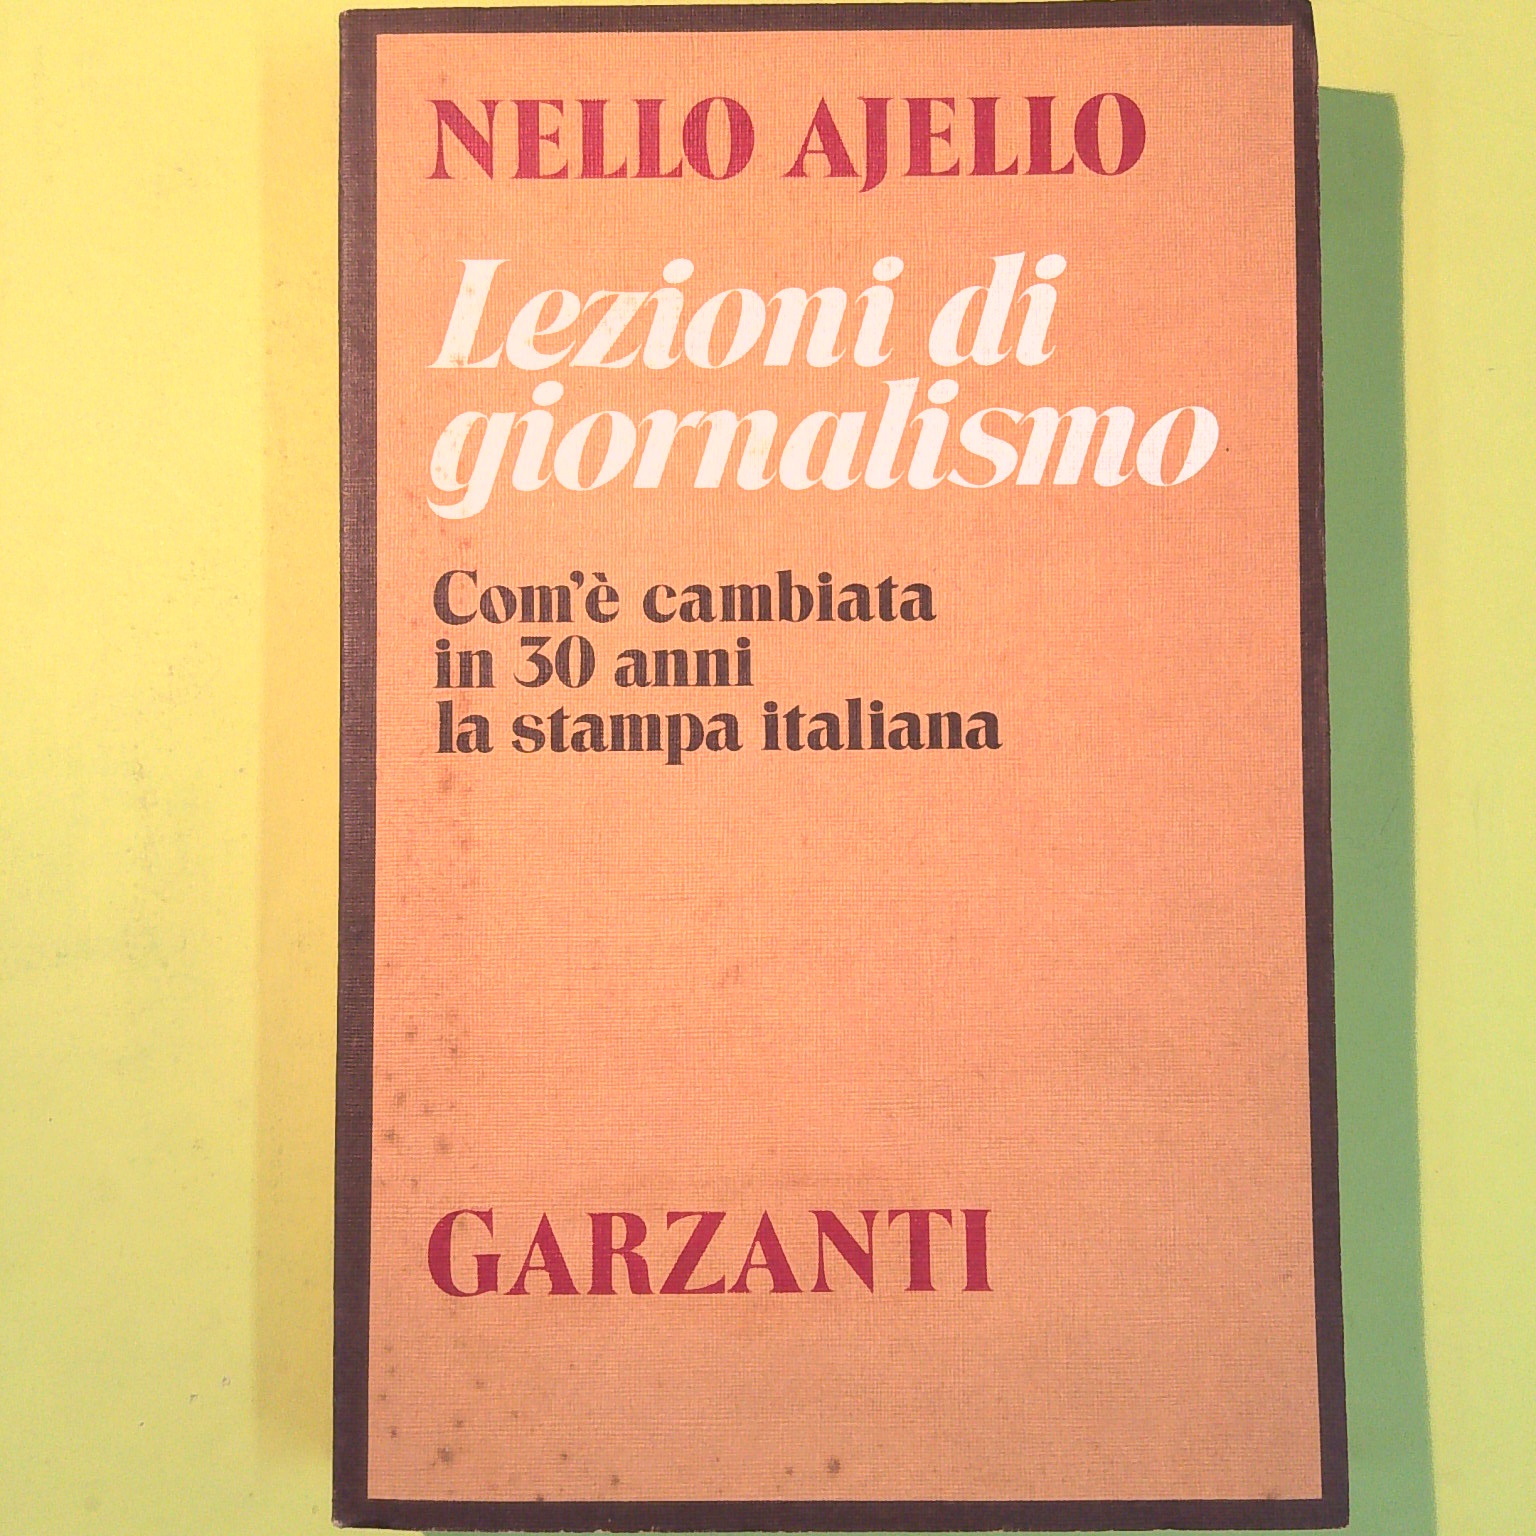 NELLO AJELLO
Lezioni di
giornalismo
Com'è cambiata
in 30 anni
la stampa italiana
GARZANTI